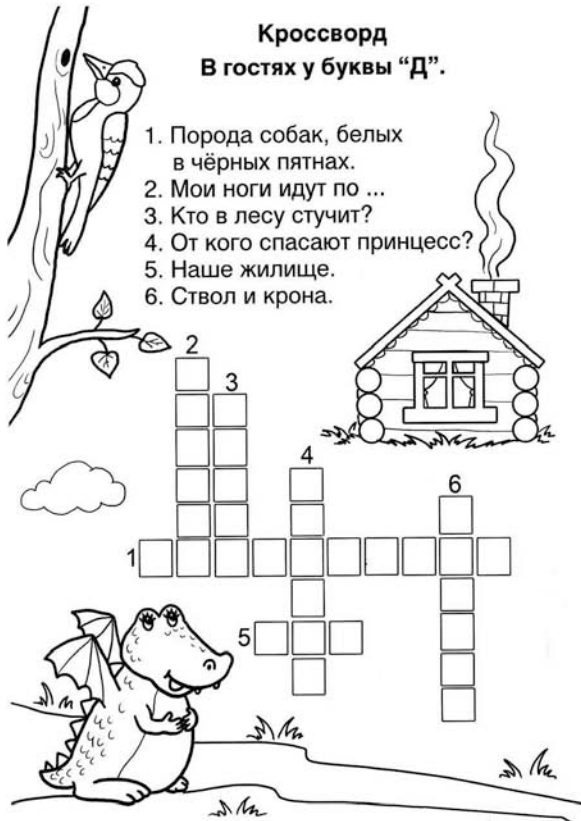 Кроссворд
В гостях у буквы “Д”.
1. Порода собак, белых
в чёрных пятнах.
2. Мои ноги идут по ...
3. Кто в лесу стучит?
4. От кого спасают принцесс?
5. Наше жилище.
6. Ствол и крона.
2
3
4
6
1
5